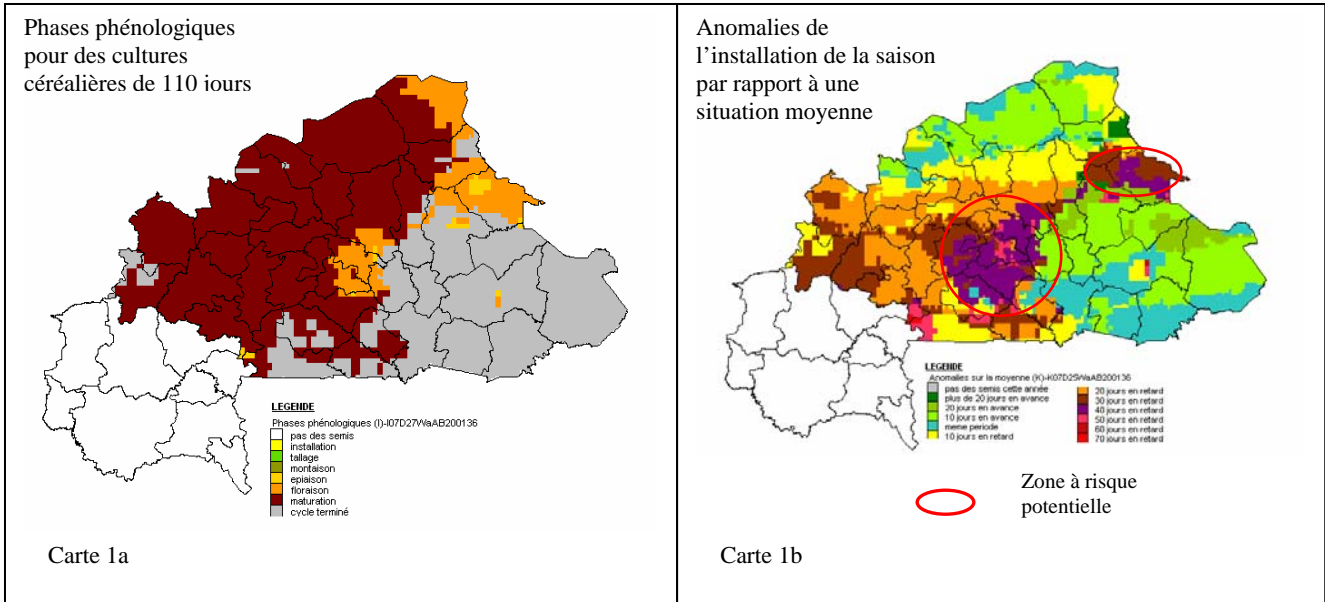 Phases phénologiques
pour des cultures
céréalières de 110 jours
LEGENDE
Phases phénologiques (I)-I07D27WaAB200136
pas des semis
installation
tallage
montaison
epiaison
floraison
maturation
cycle terminé
Carte 1a
Anomalies de
l'installation de la saison
par rapport à une
situation moyenne
LEGENDE
Anomalies sur la moyenne (K)-K07D25WaAB200136
pas des semis cette année
plus de 20 jours en avance
20 jours en avance
10 jours en avance
meme periode
10 jours en retard
20 jours en retard
30 jours en retard
40 jours en retard
50 jours en retard
60 jours en retard
70 jours en retard
Zone à risque
potentielle
Carte 1b